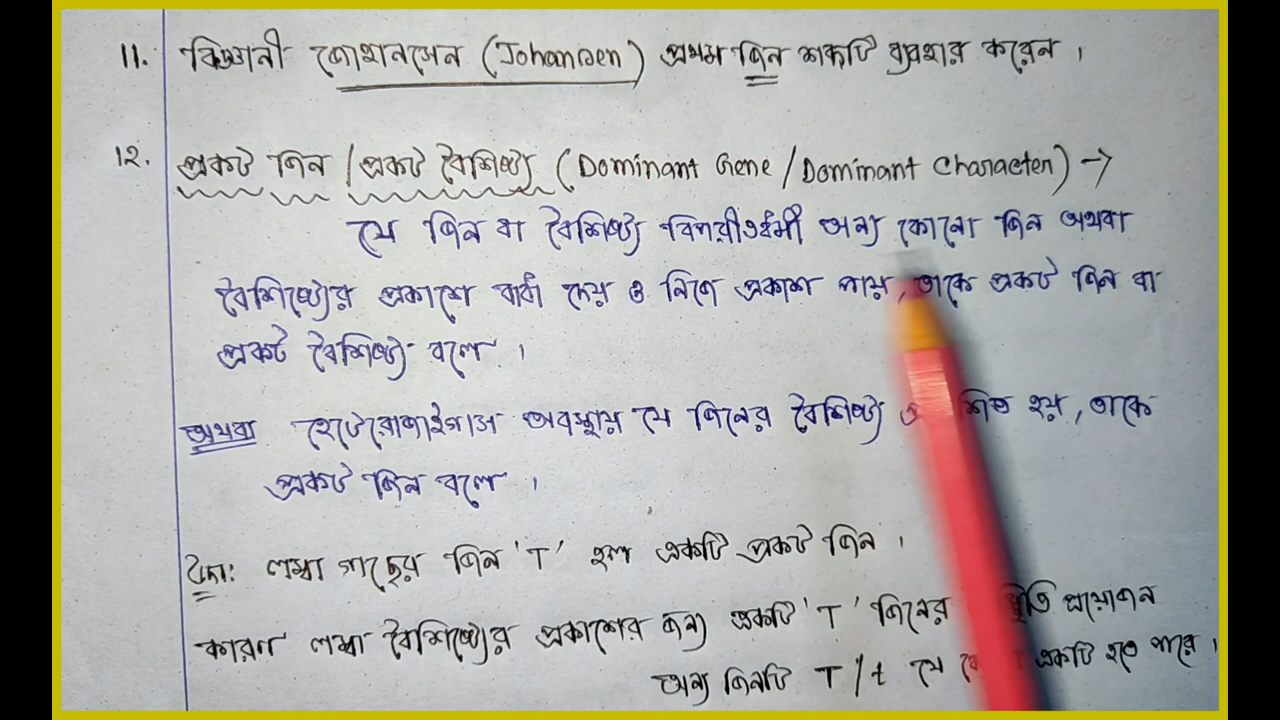 11. বিজ্ঞানী জোহানসেন (Johansen) প্রথম জিন শব্দটি ব্যবহার করেন ।
12. প্রকট জিন / প্রকট বৈশিষ্ট্য (Dominant Gene / Dominant Character) →
যে জিন বা বৈশিষ্ট্য বিপরীতধর্মী অন্য কোনো জিন অথবা
বৈশিষ্ট্যের প্রকাশে বাধা দেয় ও নিজে প্রকাশ পায়, তাকে প্রকট জিন বা
প্রকট বৈশিষ্ট্য বলে ।
অথবা হেটেরোজাইগাস অবস্থায় যে জিনের বৈশিষ্ট্য হয়, তাকে
প্রকট জিন বলে ।
উদা: লম্বা গাছের জিন 'T' হল একটি প্রকট জিন ।
কারণ লম্বা বৈশিষ্ট্যের প্রকাশের জন্য একটি 'T' জিনের প্রয়োজন
অন্য জিনটি T/t যে একটি হতে পারে ।